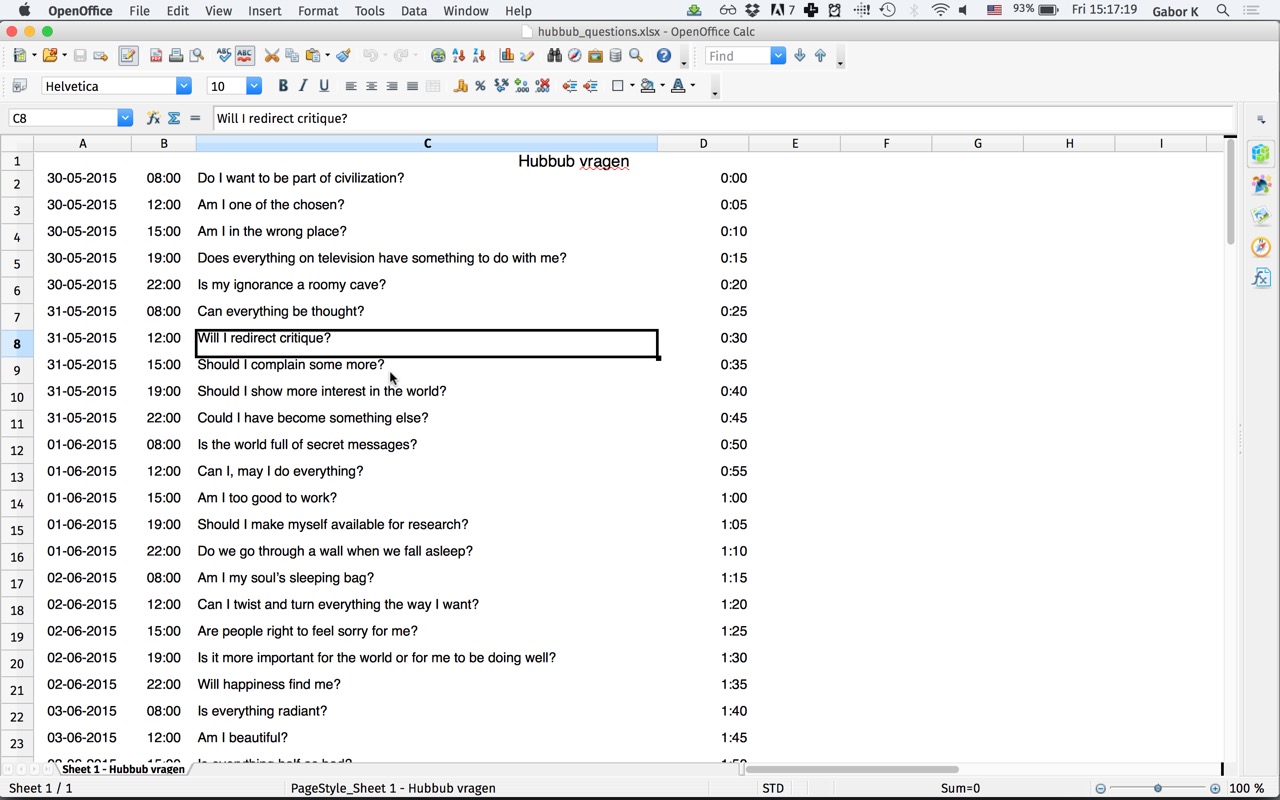 OpenOffice File Edit View Insert Format Tools Data Window Help 7 93% Fri 15:17:19 Gabor K
hubbub_questions.xlsx - OpenOffice Calc
Find
Helvetica 10 B I U
C8 Will I redirect critique?
A B C D E F G H I
1 Hubbub vragen
2 30-05-2015 08:00 Do I want to be part of civilization? 0:00
3 30-05-2015 12:00 Am I one of the chosen? 0:05
4 30-05-2015 15:00 Am I in the wrong place? 0:10
5 30-05-2015 19:00 Does everything on television have something to do with me? 0:15
6 30-05-2015 22:00 Is my ignorance a roomy cave? 0:20
7 31-05-2015 08:00 Can everything be thought? 0:25
8 31-05-2015 12:00 Will I redirect critique? 0:30
9 31-05-2015 15:00 Should I complain some more? 0:35
10 31-05-2015 19:00 Should I show more interest in the world? 0:40
11 31-05-2015 22:00 Could I have become something else? 0:45
12 01-06-2015 08:00 Is the world full of secret messages? 0:50
13 01-06-2015 12:00 Can I, may I do everything? 0:55
14 01-06-2015 15:00 Am I too good to work? 1:00
15 01-06-2015 19:00 Should I make myself available for research? 1:05
16 01-06-2015 22:00 Do we go through a wall when we fall asleep? 1:10
17 02-06-2015 08:00 Am I my soul's sleeping bag? 1:15
18 02-06-2015 12:00 Can I twist and turn everything the way I want? 1:20
19 02-06-2015 15:00 Are people right to feel sorry for me? 1:25
20 02-06-2015 19:00 Is it more important for the world or for me to be doing well? 1:30
21 02-06-2015 22:00 Will happiness find me? 1:35
22 03-06-2015 08:00 Is everything radiant? 1:40
23 03-06-2015 12:00 Am I beautiful? 1:45
Sheet 1 - Hubbub vragen
Sheet 1 / 1 PageStyle_Sheet 1 - Hubbub vragen STD Sum=0 100 %